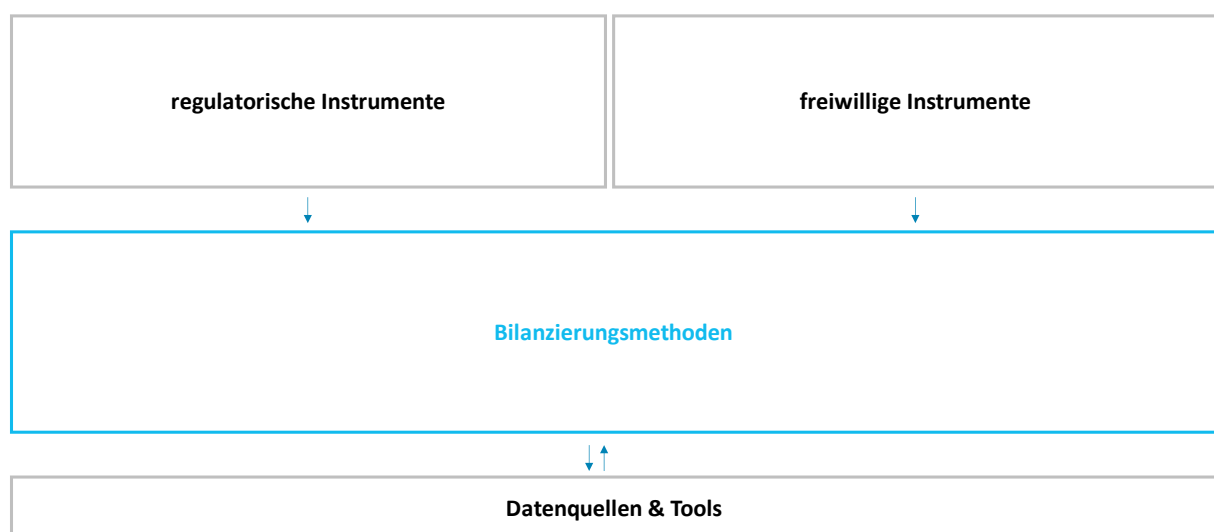 regulatorische Instrumente
freiwillige Instrumente
Bilanzierungsmethoden
Datenquellen & Tools